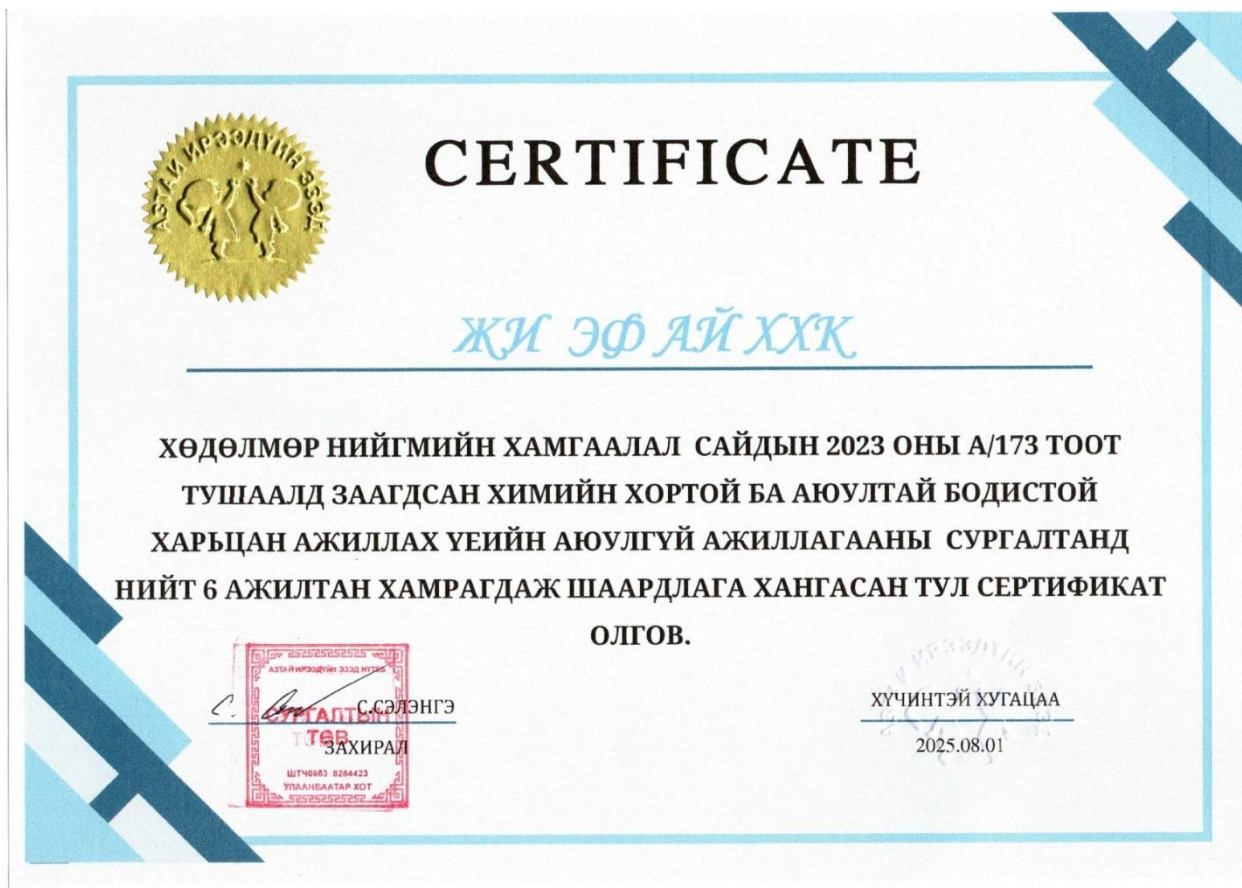 АЗТАЙ ИРЭЭДҮЙН ЭЗЭД
CERTIFICATE
ЖИ ЭФ АЙ ХХК
ХӨДӨЛМӨР НИЙГМИЙН ХАМГААЛАЛ САЙДЫН 2023 ОНЫ А/173 ТООТ
ТУШААЛД ЗААГДСАН ХИМИЙН ХОРТОЙ БА АЮУЛТАЙ БОДИСТОЙ
ХАРЬЦАН АЖИЛЛАХ ҮЕИЙН АЮУЛГҮЙ АЖИЛЛАГААНЫ СУРГАЛТАНД
НИЙТ 6 АЖИЛТАН ХАМРАГДАЖ ШААРДЛАГА ХАНГАСАН ТУЛ СЕРТИФИКАТ
ОЛГОВ.
АЗТАЙ ИРЭЭДҮЙН ЭЗЭД НҮТББ
С.СЭЛЭНГЭ
СУРГАЛТЫН
ТӨВ
ЗАХИРАЛ
УЛААНБААТАР ХОТ
ХҮЧИНТЭЙ ХУГАЦАА
2025.08.01